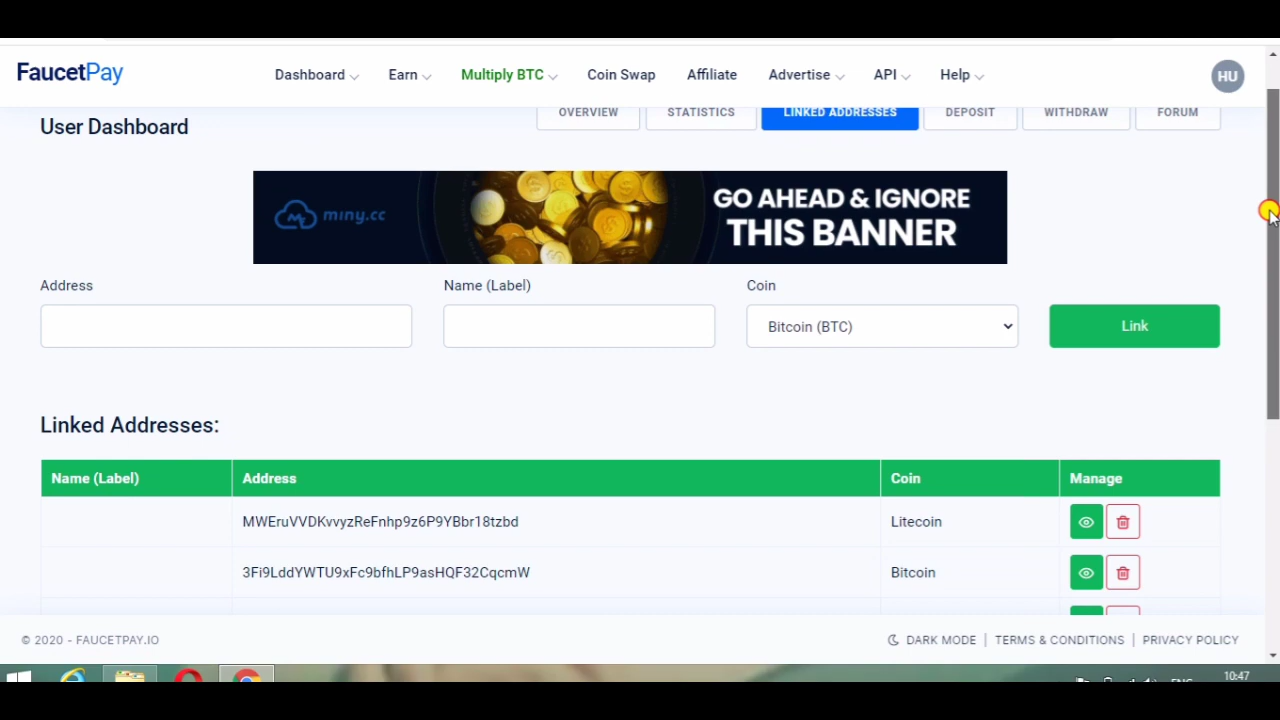 FaucetPay
Dashboard Earn Multiply BTC Coin Swap Affiliate Advertise API Help HU
User Dashboard
OVERVIEW STATISTICS LINKED ADDRESSES DEPOSIT WITHDRAW FORUM
miny.cc
GO AHEAD & IGNORE
THIS BANNER
Address Name (Label) Coin
Bitcoin (BTC) Link
Linked Addresses:
Name (Label) Address Coin Manage
MWEruVVDKvvyzReFnhp9z6P9YBbr18tzbd Litecoin
3Fi9LddYWTU9xFc9bfhLP9asHQF32CqcmW Bitcoin
© 2020 - FAUCETPAY.IO DARK MODE | TERMS & CONDITIONS | PRIVACY POLICY
ENG 10:47